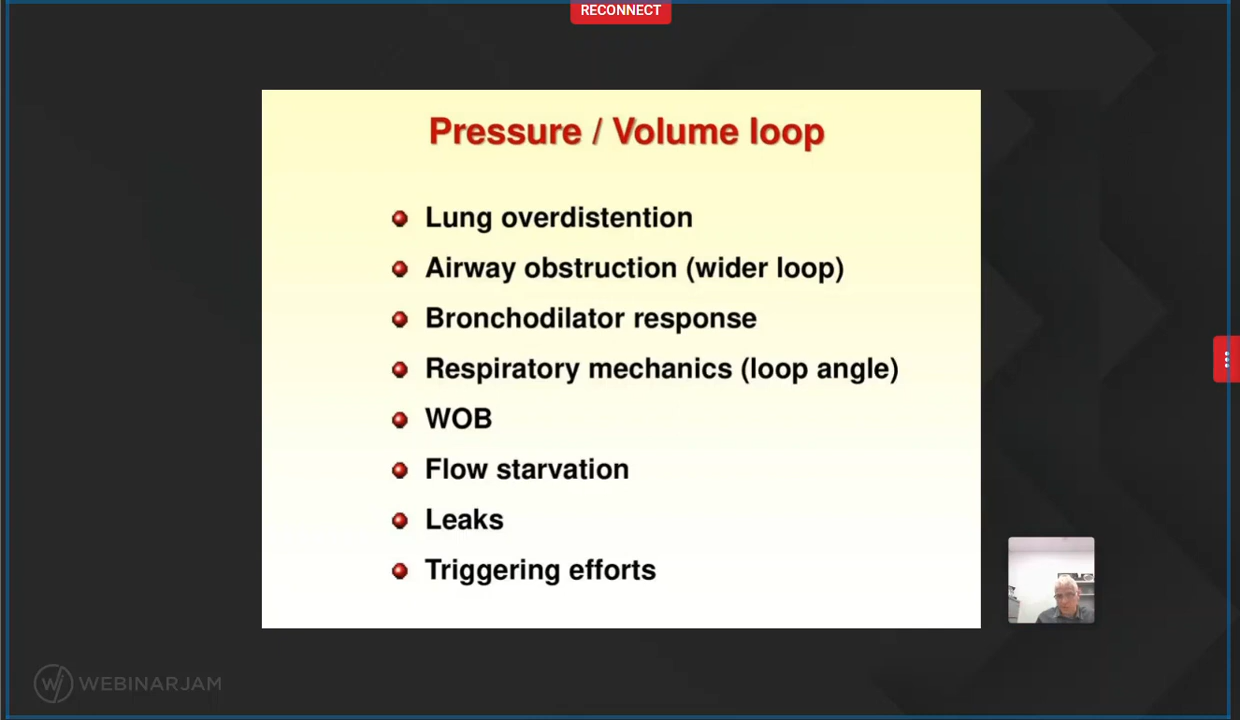 RECONNECT
Pressure / Volume loop
Lung overdistention
Airway obstruction (wider loop)
Bronchodilator response
Respiratory mechanics (loop angle)
WOB
Flow starvation
Leaks
Triggering efforts
WEBINARJAM